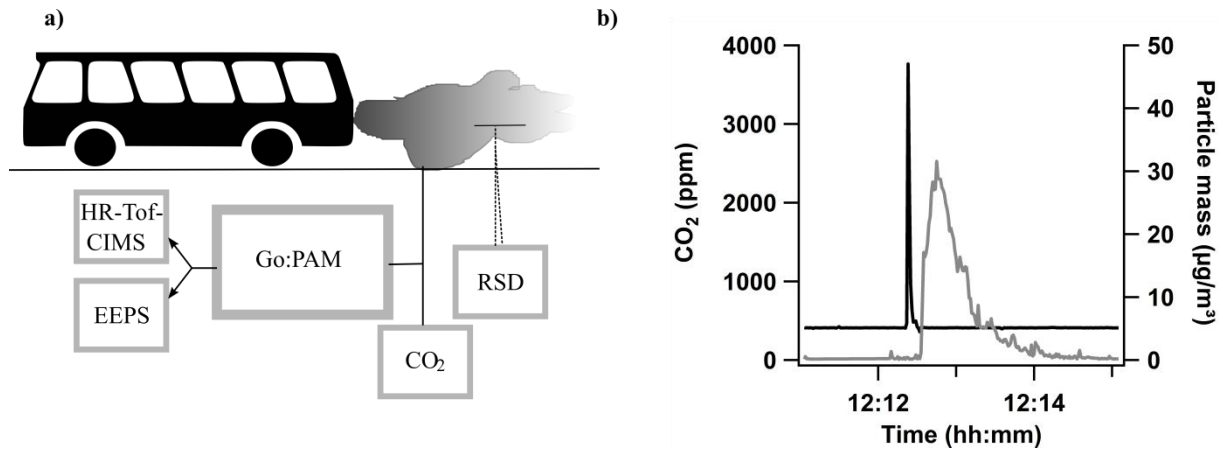 a)
HR-Tof-
CIMS
EEPS
Go:PAM
CO₂
RSD
b)
4000
3000
2000
1000
0
CO₂ (ppm)
50
40
30
20
10
0
Particle mass (μg/m³)
12:12
12:14
Time (hh:mm)